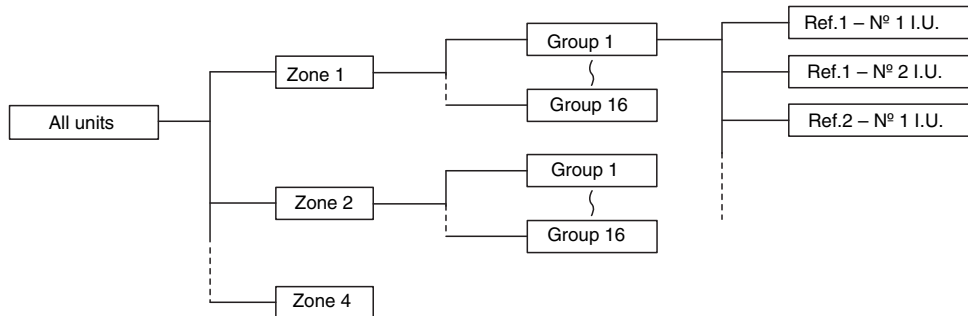 All units
Zone 1
Group 1
Group 16
Ref.1 – Nº 1 I.U.
Ref.1 – Nº 2 I.U.
Ref.2 – Nº 1 I.U.
Zone 2
Group 1
Group 16
Zone 4